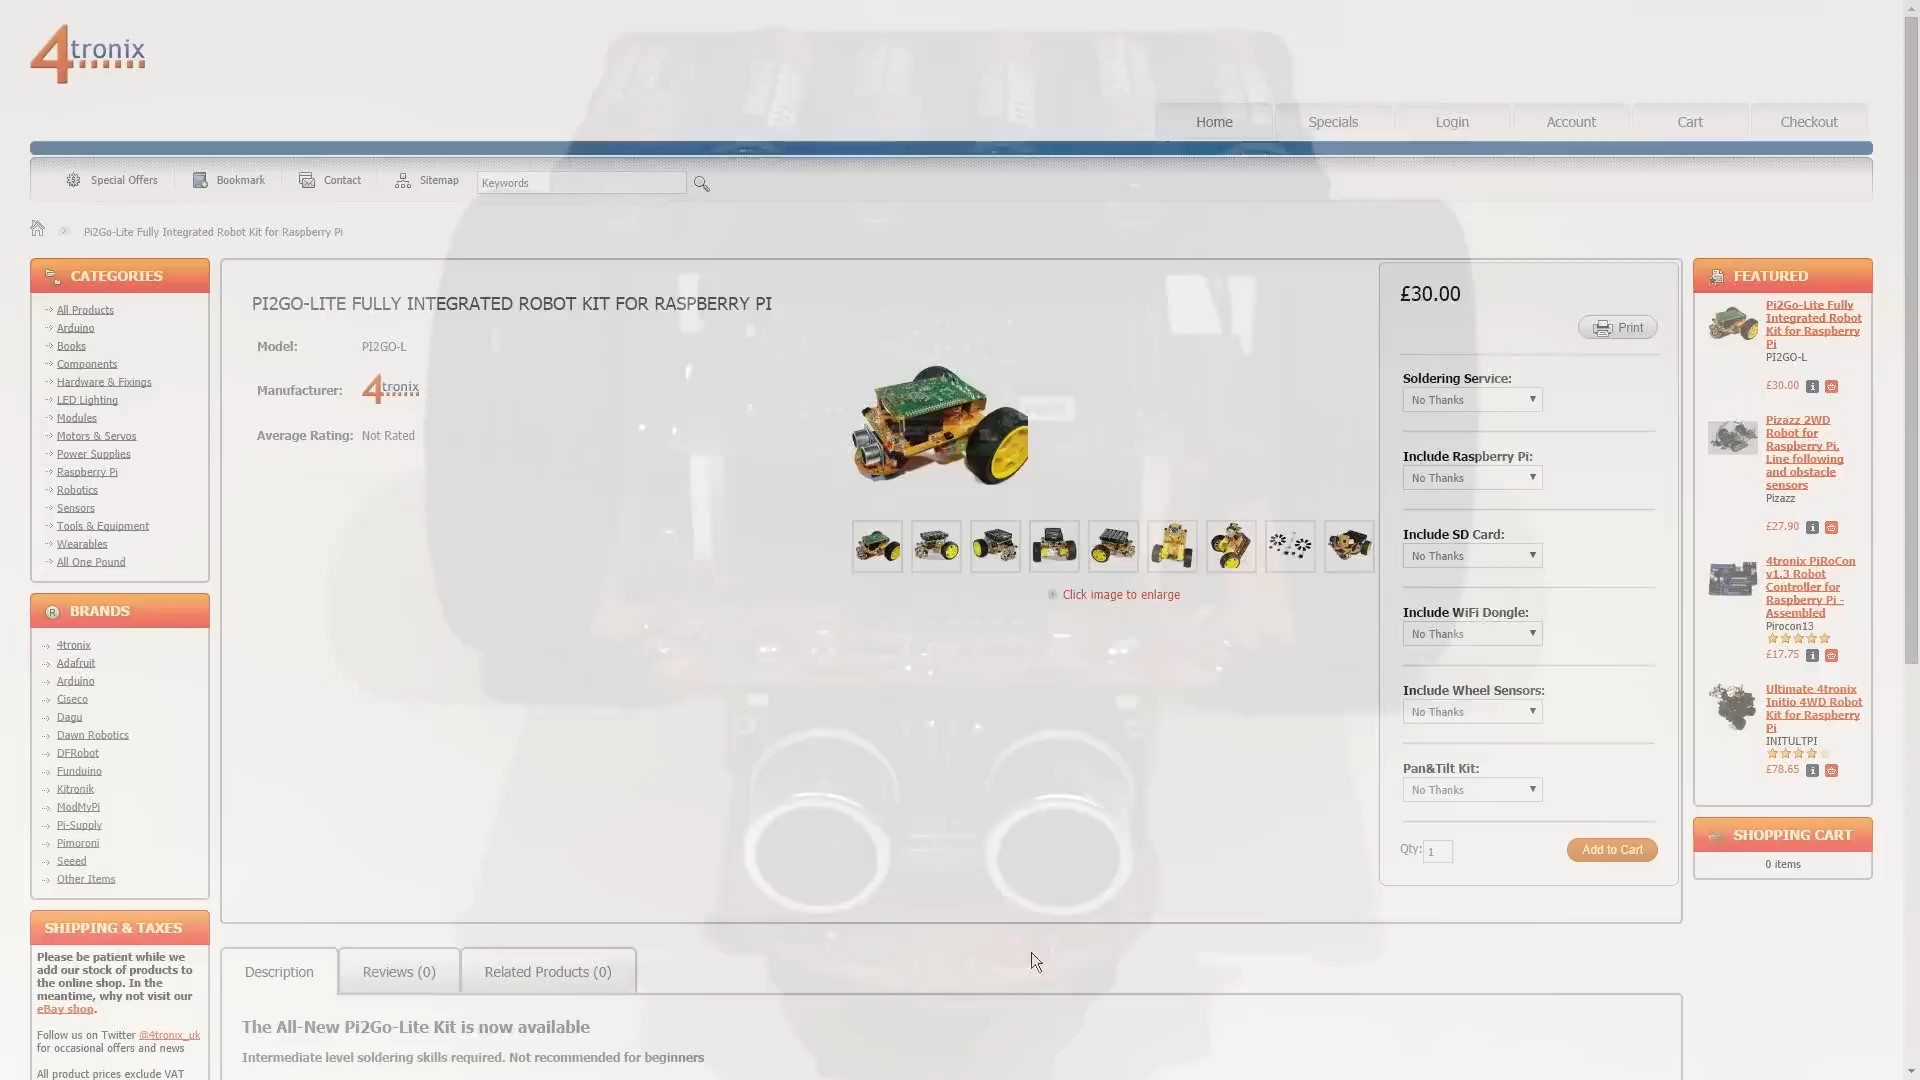 4tronix
Home
Specials
Login
Account
Cart
Checkout
Special Offers
Bookmark
Contact
Sitemap
Keywords
Pi2Go-Lite Fully Integrated Robot Kit for Raspberry Pi
CATEGORIES
All Products
Arduino
Books
Components
Hardware & Fixings
LED Lighting
Modules
Motors & Servos
Power Supplies
Raspberry Pi
Robotics
Sensors
Tools & Equipment
Wearables
All One Pound
BRANDS
4tronix
Adafruit
Arduino
Ciseco
Dagu
Dawn Robotics
DFRobot
Funduino
Kitronik
ModMyPi
Pi-Supply
Pimoroni
Seeed
Other Items
SHIPPING & TAXES
Please be patient while we
add our stock of products to
the online shop. In the
meantime, why not visit our
eBay shop.
Follow us on Twitter @4tronix_uk
for occasional offers and news
All product prices exclude VAT
PI2GO-LITE FULLY INTEGRATED ROBOT KIT FOR RASPBERRY PI
Model: PI2GO-L
Manufacturer: 4tronix
Average Rating: Not Rated
Click image to enlarge
£30.00
Print
Soldering Service:
No Thanks
Include Raspberry Pi:
No Thanks
Include SD Card:
No Thanks
Include WiFi Dongle:
No Thanks
Include Wheel Sensors:
No Thanks
Pan&Tilt Kit:
No Thanks
Qty: 1
Add to Cart
Description
Reviews (0)
Related Products (0)
The All-New Pi2Go-Lite Kit is now available
Intermediate level soldering skills required. Not recommended for beginners
FEATURED
Pi2Go-Lite Fully
Integrated Robot
Kit for Raspberry
Pi
PI2GO-L
£30.00
Pizazz 2WD
Robot for
Raspberry Pi,
Line following
and obstacle
sensors
Pizazz
£27.90
4tronix PiRoCon
v1.3 Robot
Controller for
Raspberry Pi -
Assembled
Pirocon13
£17.75
Ultimate 4tronix
Initio 4WD Robot
Kit for Raspberry
Pi
INITULTPI
£78.65
SHOPPING CART
0 items